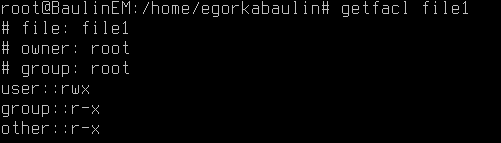 root@BaulinEM:/home/egorkabaulin# getfacl file1
# file: file1
# owner: root
# group: root
user::rwx
group::r-x
other::r-x